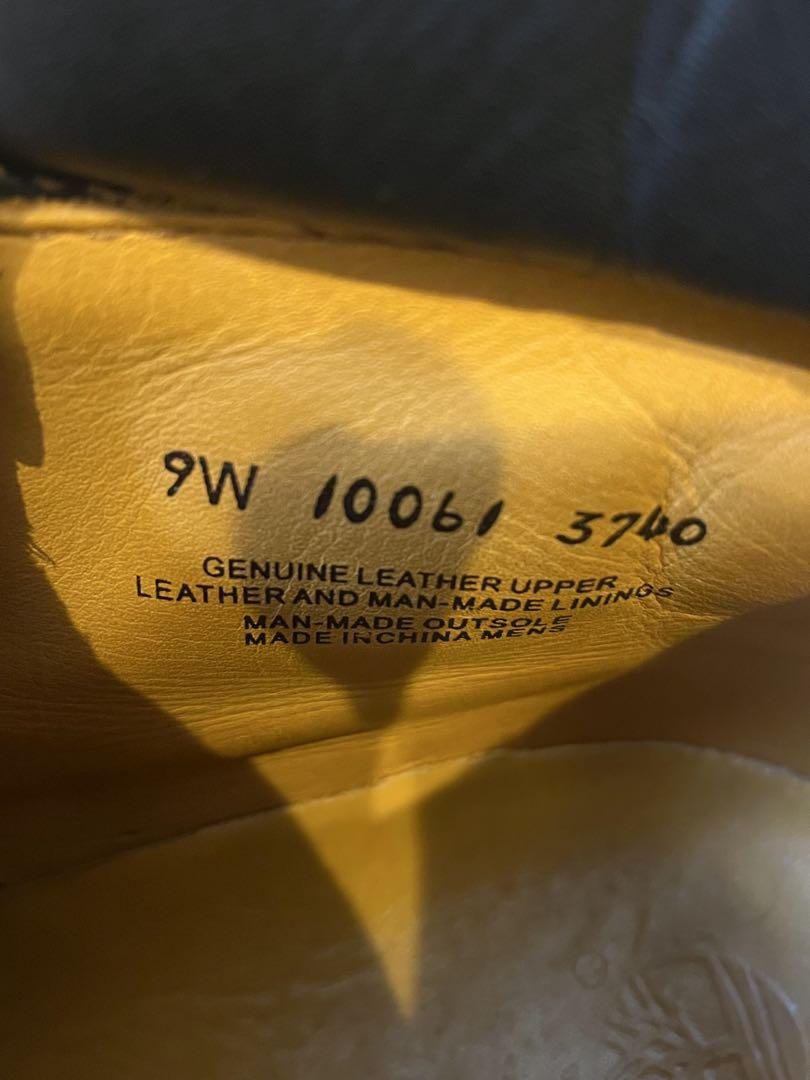 9W 10061 3740
GENUINE LEATHER UPPER
LEATHER AND MAN-MADE LININGS
MAN-MADE OUTSOLE
MADE IN CHINA MENS